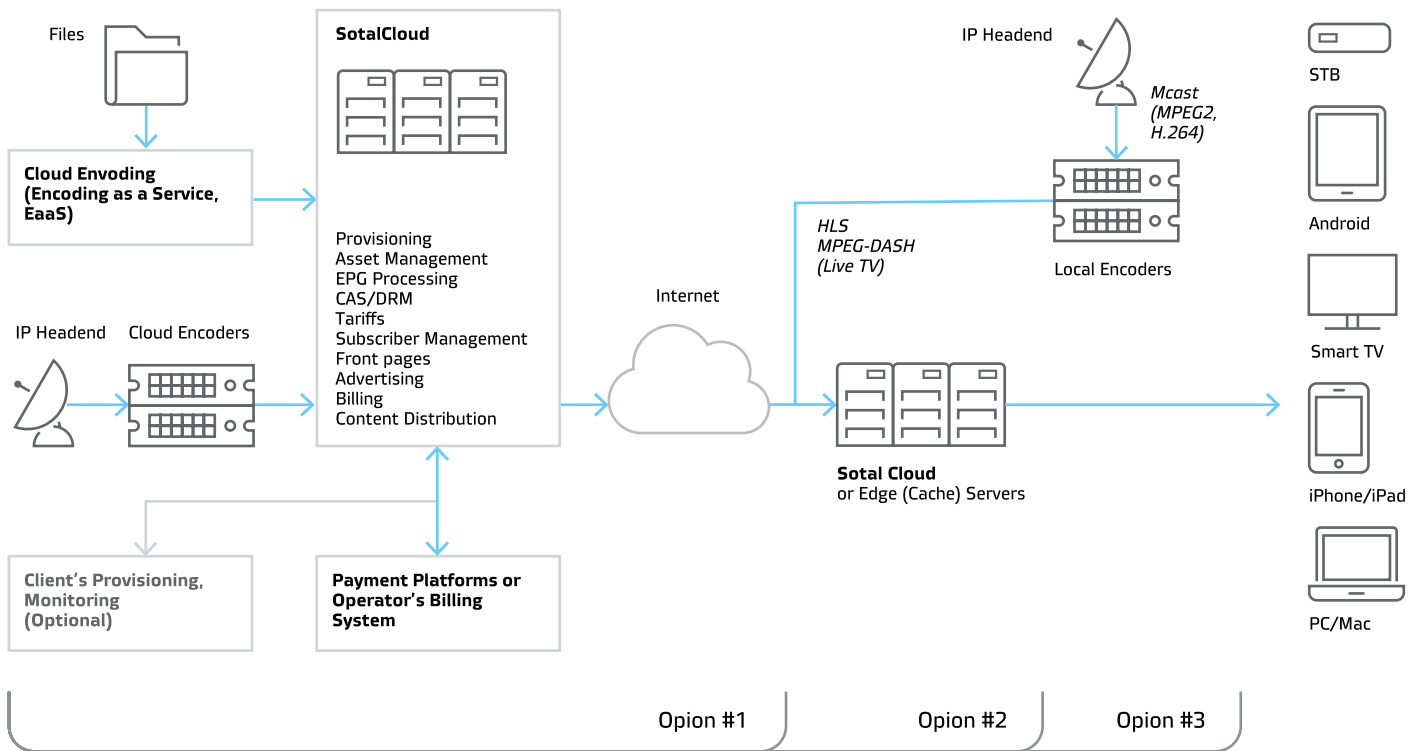 Files
Cloud Envoding
(Encoding as a Service,
EaaS)
IP Headend
Cloud Encoders
SotalCloud
Provisioning
Asset Management
EPG Processing
CAS/DRM
Tariffs
Subscriber Management
Front pages
Advertising
Billing
Content Distribution
Client's Provisioning,
Monitoring
(Optional)
Payment Platforms or
Operator's Billing
System
Internet
HLS
MPEG-DASH
(Live TV)
IP Headend
Mcast
(MPEG2,
H.264)
Local Encoders
Sotal Cloud
or Edge (Cache) Servers
STB
Android
Smart TV
iPhone/iPad
PC/Mac
Opion #1
Opion #2
Opion #3